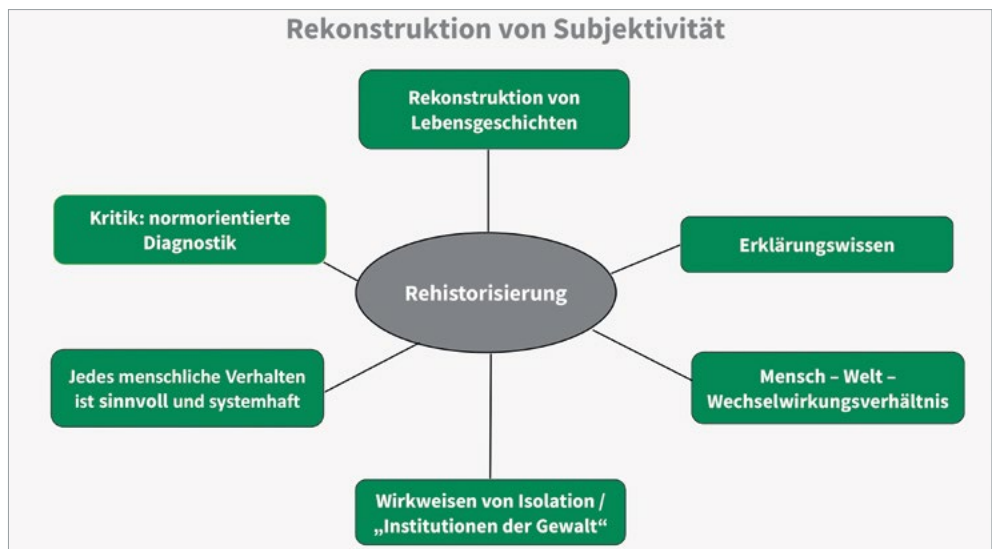 Rekonstruktion von Subjektivität
Rekonstruktion von
Lebensgeschichten
Kritik: normorientierte
Diagnostik
Erklärungswissen
Rehistorisierung
Jedes menschliche Verhalten
ist sinnvoll und systemhaft
Mensch – Welt –
Wechselwirkungsverhältnis
Wirkweisen von Isolation /
„Institutionen der Gewalt“